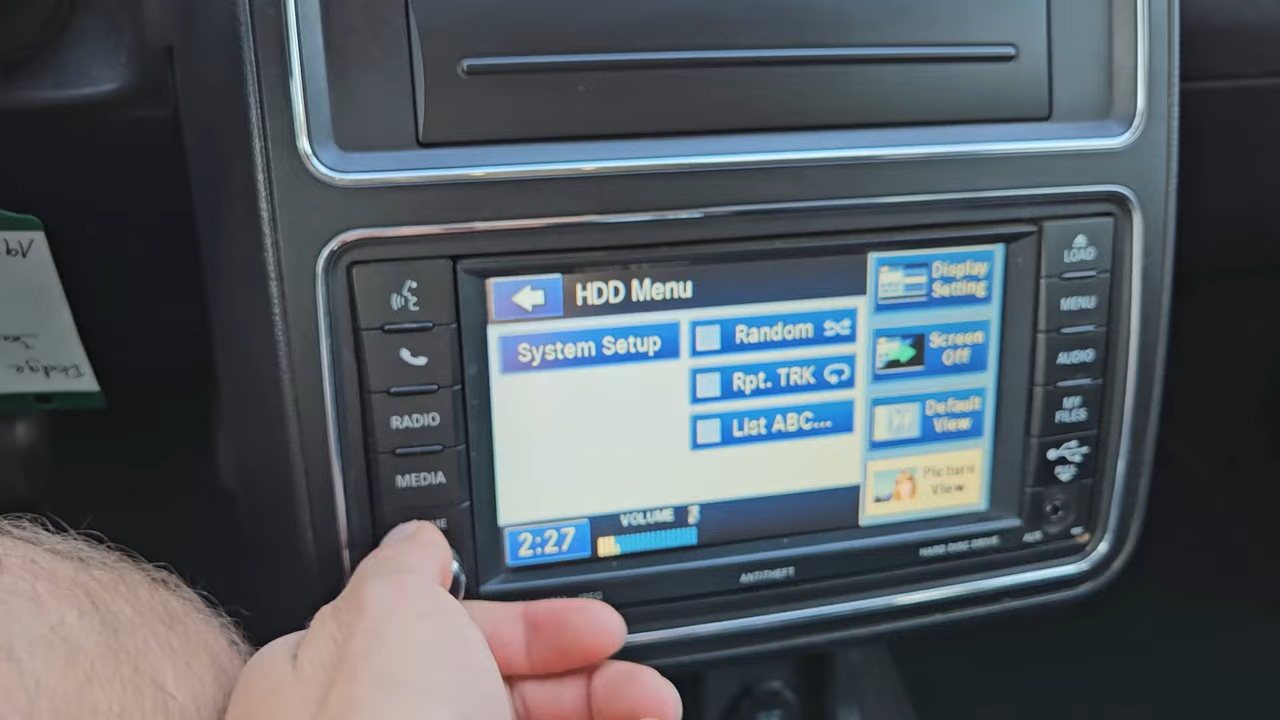 HDD Menu
System Setup
Random
Rpt. TRK
List ABC...
Display
Setting
Screen
Off
Default
View
Picture
View
2:27
VOLUME
RADIO
MEDIA
LOAD
MENU
AUDIO
MY
FILES
HARD DISC DRIVE
AUX
ANTITHEFT
Dodge